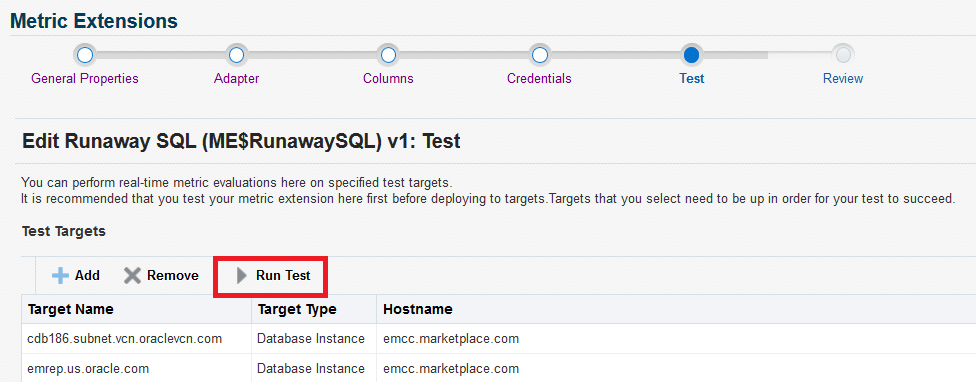 Metric Extensions
General Properties Adapter Columns Credentials Test Review
Edit Runaway SQL (ME$RunawaySQL) v1: Test
You can perform real-time metric evaluations here on specified test targets.
It is recommended that you test your metric extension here first before deploying to targets.Targets that you select need to be up in order for your test to succeed.
Test Targets
Add Remove Run Test
Target Name Target Type Hostname
cdb186.subnet.vcn.oraclevcn.com Database Instance emcc.marketplace.com
emrep.us.oracle.com Database Instance emcc.marketplace.com